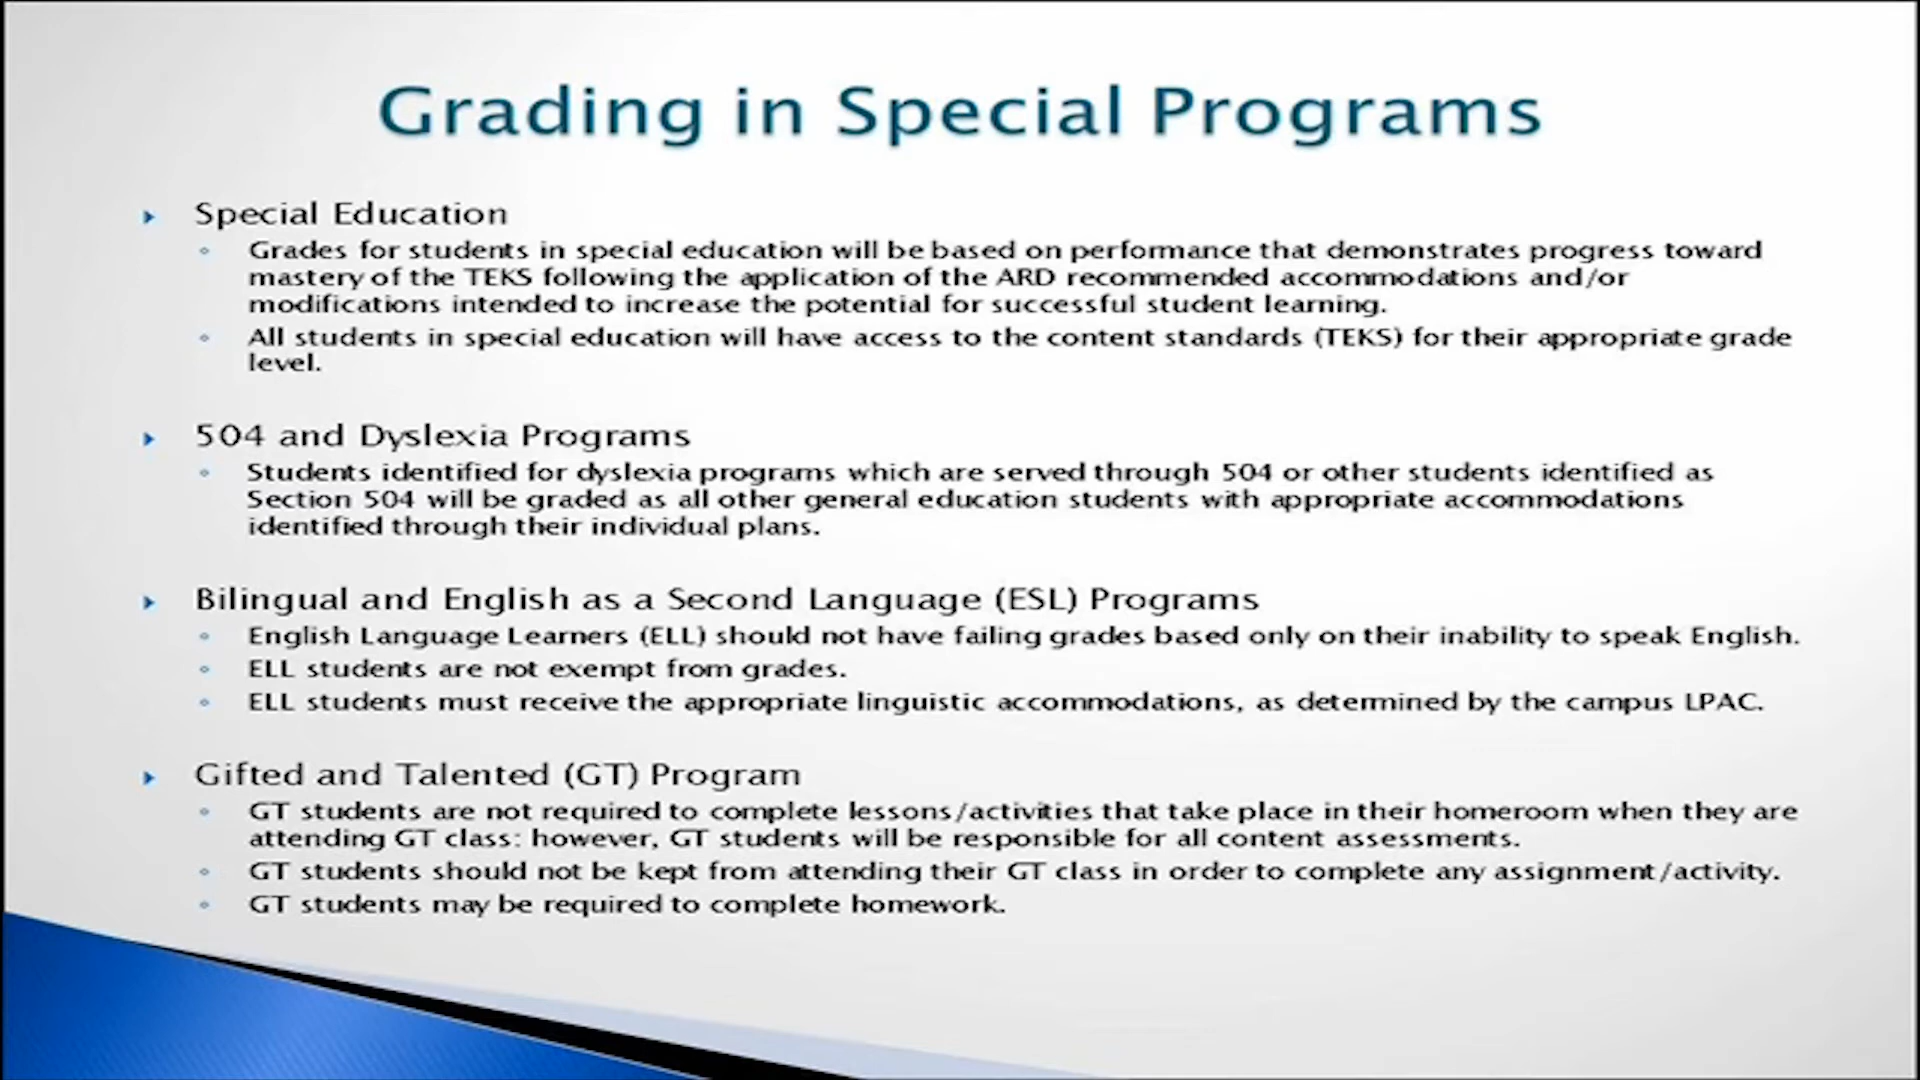 Grading in Special Programs
Special Education
Grades for students in special education will be based on performance that demonstrates progress toward
mastery of the TEKS following the application of the ARD recommended accommodations and/or
modifications intended to increase the potential for successful student learning.
All students in special education will have access to the content standards (TEKS) for their appropriate grade
level.
504 and Dyslexia Programs
Students identified for dyslexia programs which are served through 504 or other students identified as
Section 504 will be graded as all other general education students with appropriate accommodations
identified through their individual plans.
Bilingual and English as a Second Language (ESL) Programs
English Language Learners (ELL) should not have failing grades based only on their inability to speak English.
ELL students are not exempt from grades.
ELL students must receive the appropriate linguistic accommodations, as determined by the campus LPAC.
Gifted and Talented (GT) Program
GT students are not required to complete lessons/activities that take place in their homeroom when they are
attending GT class: however, GT students will be responsible for all content assessments.
GT students should not be kept from attending their GT class in order to complete any assignment/activity.
GT students may be required to complete homework.